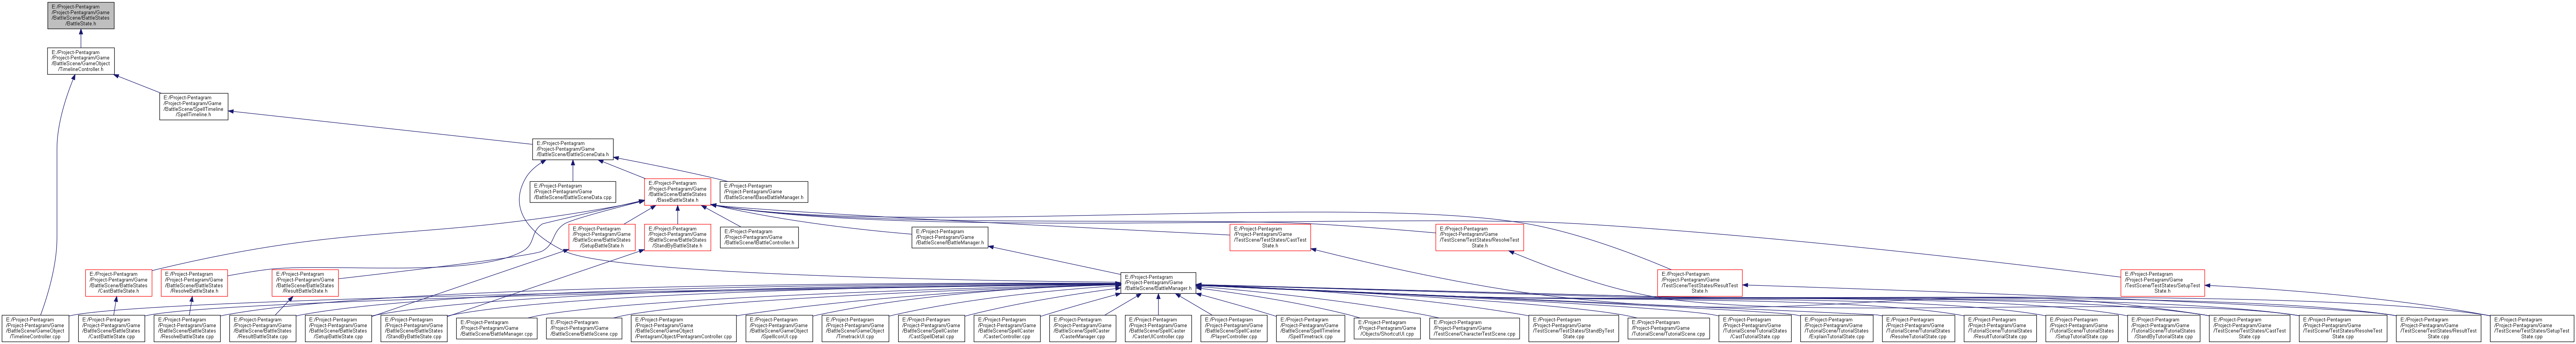 E:/Project-Pentagram
/Project-Pentagram/Game
/BattleScene/BattleStates
/BattleState.h
E:/Project-Pentagram
/Project-Pentagram/Game
/BattleScene/GameObject
/TimelineController.h
E:/Project-Pentagram
/Project-Pentagram/Game
/BattleScene/SpellTimeline
/SpellTimeline.h
E:/Project-Pentagram
/Project-Pentagram/Game
/BattleScene/BattleSceneData.h
E:/Project-Pentagram
/Project-Pentagram/Game
/BattleScene/BattleSceneData.cpp
E:/Project-Pentagram
/Project-Pentagram/Game
/BattleScene/BattleStates
/BaseBattleState.h
E:/Project-Pentagram
/Project-Pentagram/Game
/BattleScene/IBaseBattleManager.h
E:/Project-Pentagram
/Project-Pentagram/Game
/BattleScene/BattleStates
/SetupBattleState.h
E:/Project-Pentagram
/Project-Pentagram/Game
/BattleScene/BattleStates
/StandByBattleState.h
E:/Project-Pentagram
/Project-Pentagram/Game
/BattleScene/IBattleController.h
E:/Project-Pentagram
/Project-Pentagram/Game
/BattleScene/IBattleManager.h
E:/Project-Pentagram
/Project-Pentagram/Game
/TestScene/TestStates/CastTest
State.h
E:/Project-Pentagram
/Project-Pentagram/Game
/TestScene/TestStates/ResolveTest
State.h
E:/Project-Pentagram
/Project-Pentagram/Game
/BattleScene/BattleStates
/CastBattleState.h
E:/Project-Pentagram
/Project-Pentagram/Game
/BattleScene/BattleStates
/ResolveBattleState.h
E:/Project-Pentagram
/Project-Pentagram/Game
/BattleScene/BattleStates
/ResultBattleState.h
E:/Project-Pentagram
/Project-Pentagram/Game
/BattleScene/BattleManager.h
E:/Project-Pentagram
/Project-Pentagram/Game
/TestScene/TestStates/ResultTest
State.h
E:/Project-Pentagram
/Project-Pentagram/Game
/TestScene/TestStates/SetupTest
State.h
E:/Project-Pentagram
/Project-Pentagram/Game
/BattleScene/GameObject
/TimelineController.cpp
E:/Project-Pentagram
/Project-Pentagram/Game
/BattleScene/BattleStates
/CastBattleState.cpp
E:/Project-Pentagram
/Project-Pentagram/Game
/BattleScene/BattleStates
/ResolveBattleState.cpp
E:/Project-Pentagram
/Project-Pentagram/Game
/BattleScene/BattleStates
/ResultBattleState.cpp
E:/Project-Pentagram
/Project-Pentagram/Game
/BattleScene/BattleStates
/SetupBattleState.cpp
E:/Project-Pentagram
/Project-Pentagram/Game
/BattleScene/BattleStates
/StandByBattleState.cpp
E:/Project-Pentagram
/Project-Pentagram/Game
/BattleScene/BattleManager.cpp
E:/Project-Pentagram
/Project-Pentagram/Game
/BattleScene/BattleScene.cpp
E:/Project-Pentagram
/Project-Pentagram/Game
/BattleScene/GameObject
/PentagramObject/PentagramController.cpp
E:/Project-Pentagram
/Project-Pentagram/Game
/BattleScene/GameObject
/SpellIconUI.cpp
E:/Project-Pentagram
/Project-Pentagram/Game
/BattleScene/GameObject
/TimetrackUI.cpp
E:/Project-Pentagram
/Project-Pentagram/Game
/BattleScene/SpellCaster
/CastSpellDetail.cpp
E:/Project-Pentagram
/Project-Pentagram/Game
/BattleScene/SpellCaster
/CasterController.cpp
E:/Project-Pentagram
/Project-Pentagram/Game
/BattleScene/SpellCaster
/CasterManager.cpp
E:/Project-Pentagram
/Project-Pentagram/Game
/BattleScene/SpellCaster
/CasterUIController.cpp
E:/Project-Pentagram
/Project-Pentagram/Game
/BattleScene/SpellCaster
/PlayerController.cpp
E:/Project-Pentagram
/Project-Pentagram/Game
/BattleScene/SpellTimeline
/SpellTimetrack.cpp
E:/Project-Pentagram
/Project-Pentagram/Game
/Objects/ShortcutUI.cpp
E:/Project-Pentagram
/Project-Pentagram/Game
/TestScene/CharacterTestScene.cpp
E:/Project-Pentagram
/Project-Pentagram/Game
/TestScene/TestStates/StandByTest
State.cpp
E:/Project-Pentagram
/Project-Pentagram/Game
/TutorialScene/TutorialScene.cpp
E:/Project-Pentagram
/Project-Pentagram/Game
/TutorialScene/TutorialStates
/CastTutorialState.cpp
E:/Project-Pentagram
/Project-Pentagram/Game
/TutorialScene/TutorialStates
/ExplainTutorialState.cpp
E:/Project-Pentagram
/Project-Pentagram/Game
/TutorialScene/TutorialStates
/ResolveTutorialState.cpp
E:/Project-Pentagram
/Project-Pentagram/Game
/TutorialScene/TutorialStates
/ResultTutorialState.cpp
E:/Project-Pentagram
/Project-Pentagram/Game
/TutorialScene/TutorialStates
/SetupTutorialState.cpp
E:/Project-Pentagram
/Project-Pentagram/Game
/TutorialScene/TutorialStates
/StandByTutorialState.cpp
E:/Project-Pentagram
/Project-Pentagram/Game
/TestScene/TestStates/CastTest
State.cpp
E:/Project-Pentagram
/Project-Pentagram/Game
/TestScene/TestStates/ResolveTest
State.cpp
E:/Project-Pentagram
/Project-Pentagram/Game
/TestScene/TestStates/ResultTest
State.cpp
E:/Project-Pentagram
/Project-Pentagram/Game
/TestScene/TestStates/SetupTest
State.cpp